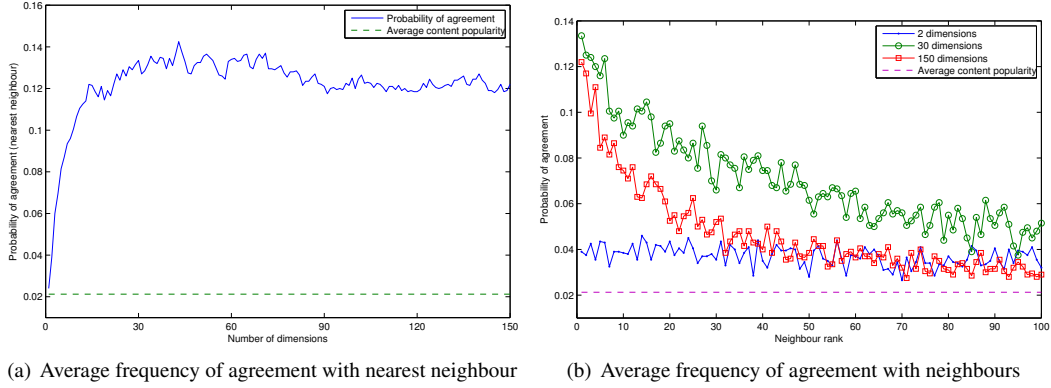 0.16
0.14
0.12
0.1
0.08
0.06
0.04
0.02
Probability of agreement (nearest neighbour)
Probability of agreement
Average content popularity
1
30
60
90
120
150
Number of dimensions
(a) Average frequency of agreement with nearest neighbour
0.14
0.12
0.1
0.08
0.06
0.04
0.02
Probability of agreement
2 dimensions
30 dimensions
150 dimensions
Average content popularity
0
10
20
30
40
50
60
70
80
90
100
Neighbour rank
(b) Average frequency of agreement with neighbours